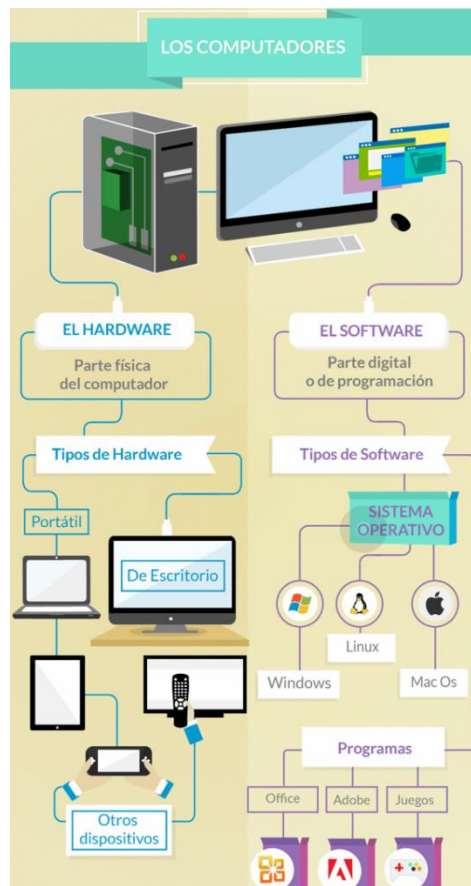 LOS COMPUTADORES
EL HARDWARE
Parte física
del computador
Tipos de Hardware
Portátil
De Escritorio
Otros
dispositivos
EL SOFTWARE
Parte digital
o de programación
Tipos de Software
SISTEMA
OPERATIVO
Windows
Linux
Mac Os
Programas
Office
Adobe
Juegos